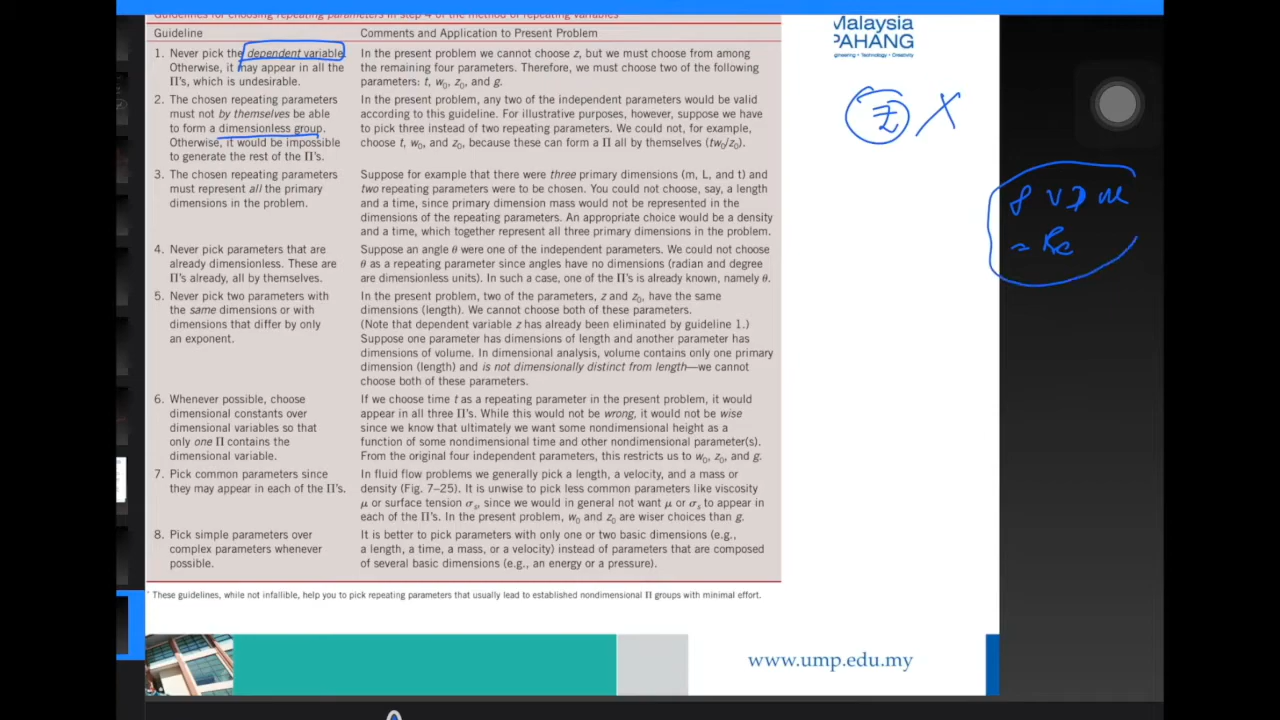 Guidelines for choosing repeating parameters in step 4 of the method of repeating variables*
Guideline
Comments and Application to Present Problem
1. Never pick the dependent variable.
Otherwise, it may appear in all the
Π's, which is undesirable.
In the present problem we cannot choose z, but we must choose from among
the remaining four parameters. Therefore, we must choose two of the following
parameters: t, w₀, z₀, and g.
2. The chosen repeating parameters
must not by themselves be able
to form a dimensionless group.
Otherwise, it would be impossible
to generate the rest of the Π's.
In the present problem, any two of the independent parameters would be valid
according to this guideline. For illustrative purposes, however, suppose we have
to pick three instead of two repeating parameters. We could not, for example,
choose t, w₀, and z₀, because these can form a Π all by themselves (tw₀/z₀).
3. The chosen repeating parameters
must represent all the primary
dimensions in the problem.
Suppose for example that there were three primary dimensions (m, L, and t) and
two repeating parameters were to be chosen. You could not choose, say, a length
and a time, since primary dimension mass would not be represented in the
dimensions of the repeating parameters. An appropriate choice would be a density
and a time, which together represent all three primary dimensions in the problem.
4. Never pick parameters that are
already dimensionless. These are
Π's already, all by themselves.
Suppose an angle θ were one of the independent parameters. We could not choose
θ as a repeating parameter since angles have no dimensions (radian and degree
are dimensionless units). In such a case, one of the Π's is already known, namely θ.
5. Never pick two parameters with
the same dimensions or with
dimensions that differ by only
an exponent.
In the present problem, two of the parameters, z and z₀, have the same
dimensions (length). We cannot choose both of these parameters.
(Note that dependent variable z has already been eliminated by guideline 1.)
Suppose one parameter has dimensions of length and another parameter has
dimensions of volume. In dimensional analysis, volume contains only one primary
dimension (length) and is not dimensionally distinct from length—we cannot
choose both of these parameters.
6. Whenever possible, choose
dimensional constants over
dimensional variables so that
only one Π contains the
dimensional variable.
If we choose time t as a repeating parameter in the present problem, it would
appear in all three Π's. While this would not be wrong, it would not be wise
since we know that ultimately we want some nondimensional height as a
function of some nondimensional time and other nondimensional parameter(s).
From the original four independent parameters, this restricts us to w₀, z₀, and g.
7. Pick common parameters since
they may appear in each of the Π's.
In fluid flow problems we generally pick a length, a velocity, and a mass or
density (Fig. 7–25). It is unwise to pick less common parameters like viscosity
μ or surface tension σₛ, since we would in general not want μ or σₛ to appear in
each of the Π's. In the present problem, w₀ and z₀ are wiser choices than g.
8. Pick simple parameters over
complex parameters whenever
possible.
It is better to pick parameters with only one or two basic dimensions (e.g.,
a length, a time, a mass, or a velocity) instead of parameters that are composed
of several basic dimensions (e.g., an energy or a pressure).
* These guidelines, while not infallible, help you to pick repeating parameters that usually lead to established nondimensional Π groups with minimal effort.
Malaysia
PAHANG
Engineering • Technology • Creativity
z X
ρ V D μ
= Re
www.ump.edu.my